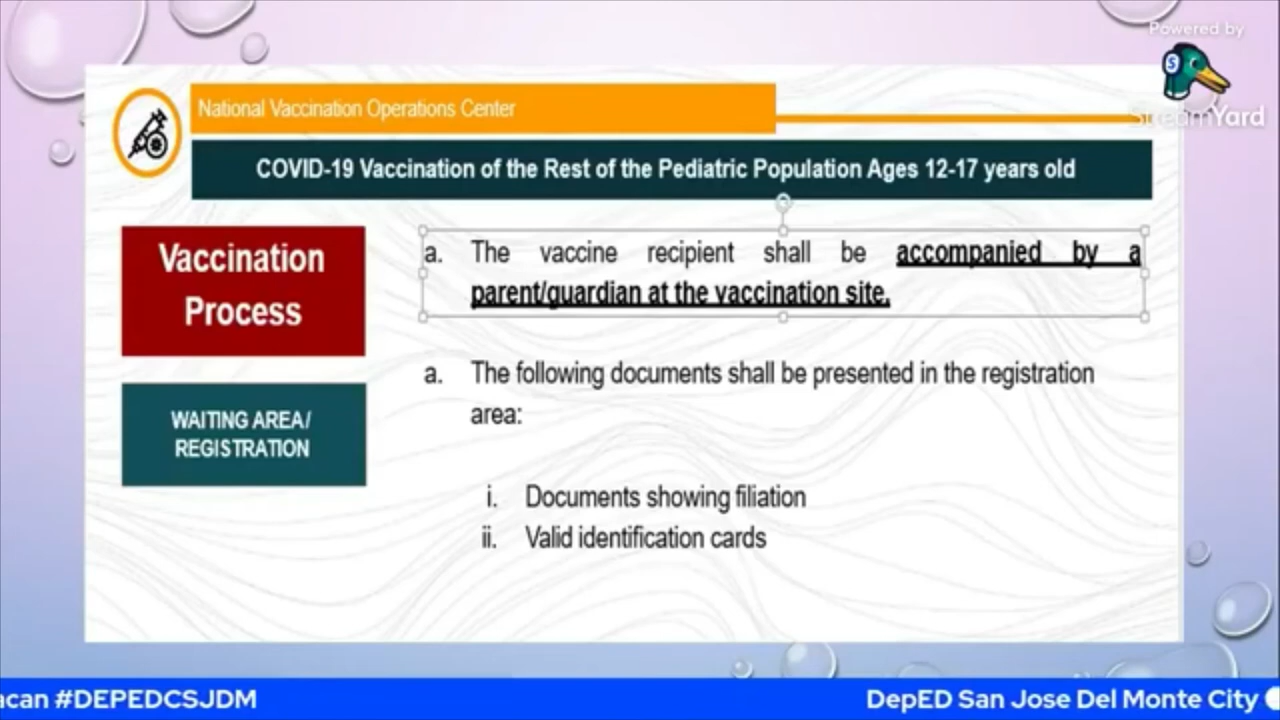 Powered by
StreamYard
National Vaccination Operations Center
COVID-19 Vaccination of the Rest of the Pediatric Population Ages 12-17 years old
Vaccination
Process
WAITING AREA/
REGISTRATION
a. The vaccine recipient shall be accompanied by a
parent/guardian at the vaccination site.
a. The following documents shall be presented in the registration
area:
i. Documents showing filiation
ii. Valid identification cards
acan #DEPEDCSJDM
DepED San Jose Del Monte City